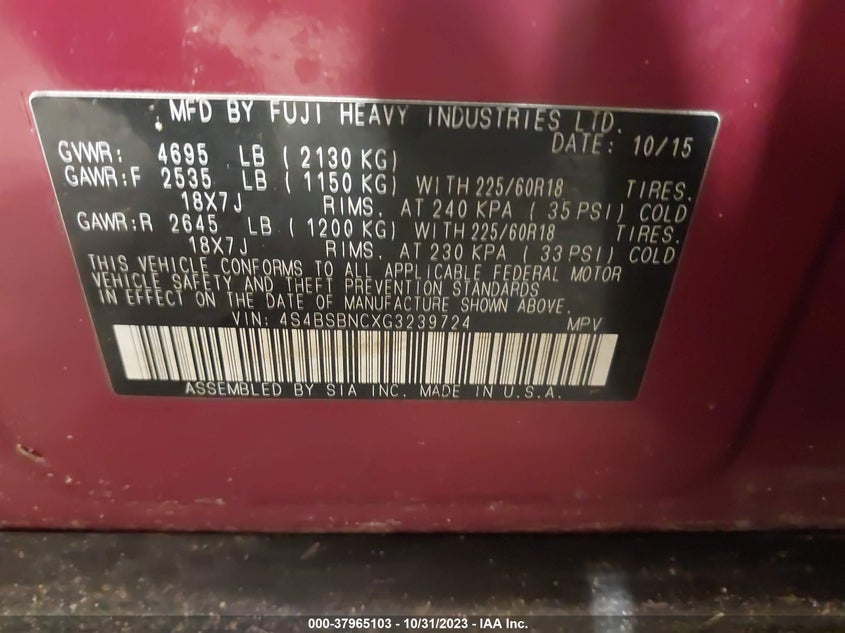 MFD BY FUJI HEAVY INDUSTRIES LTD.
DATE: 10/15
GVWR: 4695 LB ( 2130 KG)
GAWR:F 2535 LB ( 1150 KG) WITH 225/60R18 TIRES.
18X7J RIMS. AT 240 KPA ( 35 PSI) COLD
GAWR:R 2645 LB ( 1200 KG) WITH 225/60R18 TIRES.
18X7J RIMS. AT 230 KPA ( 33 PSI) COLD
THIS VEHICLE CONFORMS TO ALL APPLICABLE FEDERAL MOTOR
VEHICLE SAFETY AND THEFT PREVENTION STANDARDS
IN EFFECT ON THE DATE OF MANUFACTURE SHOWN ABOVE.
VIN: 4S4BSBNCXG3239724 MPV
ASSEMBLED BY SIA INC. MADE IN U.S.A.
000-37965103 - 10/31/2023 - IAA Inc.